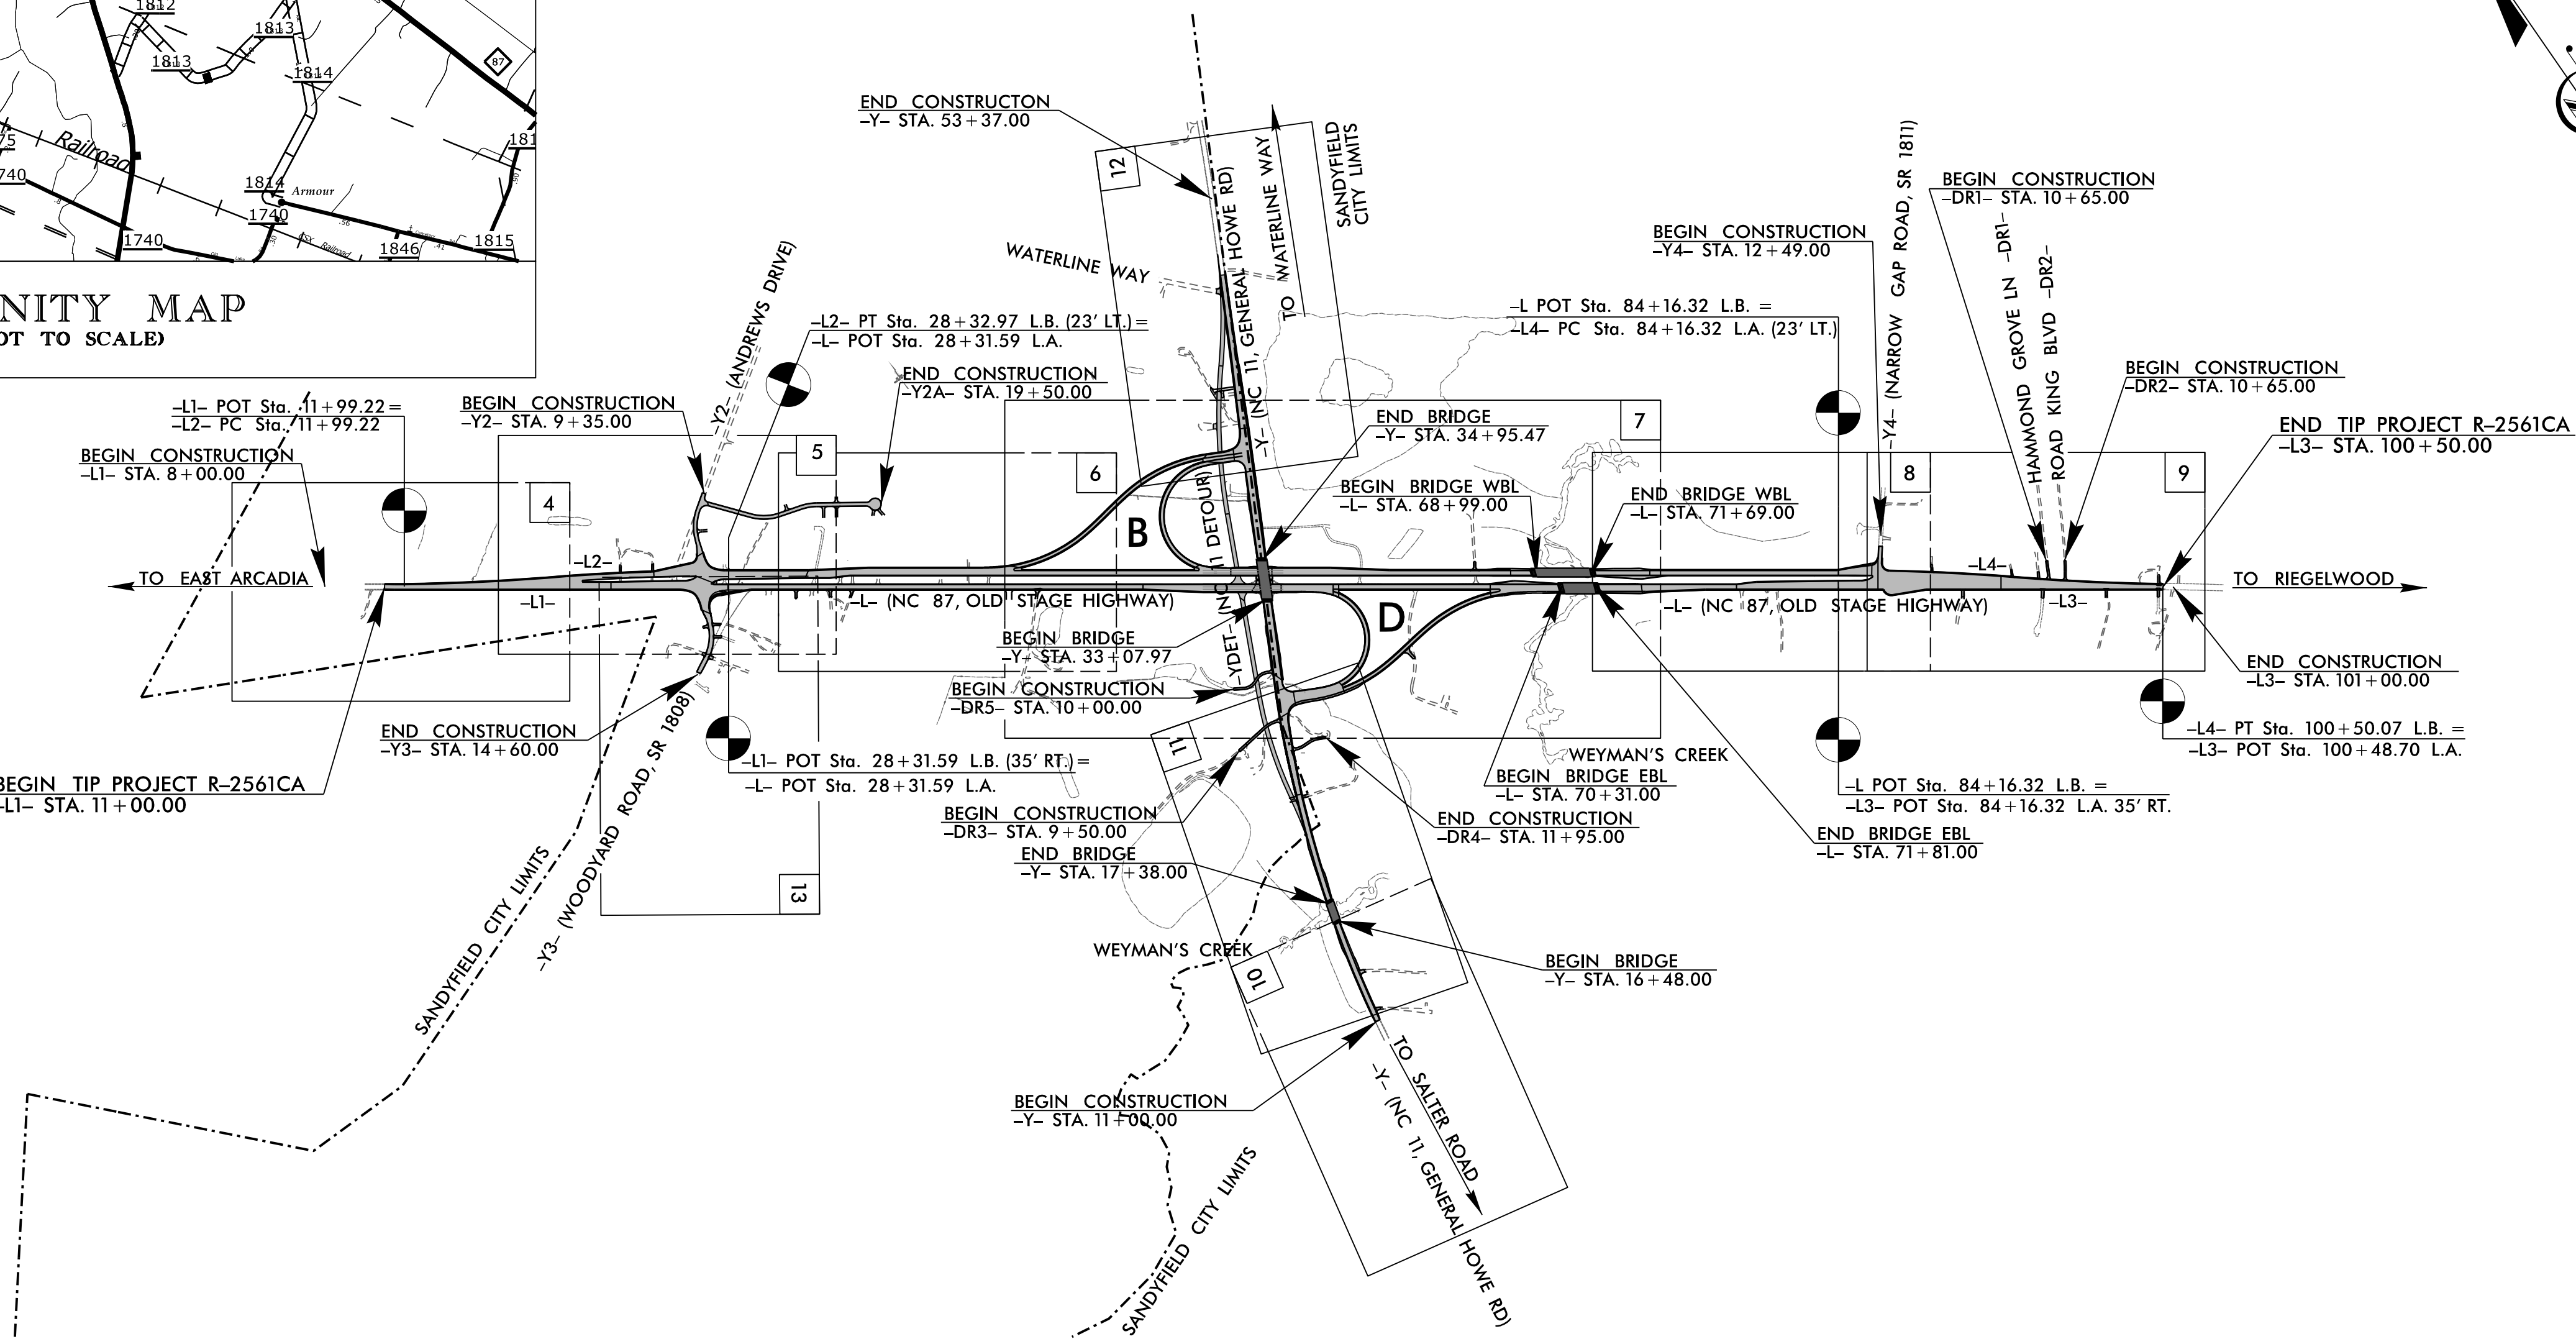 1812
1813
1813
1814
87
Railroad
75
740
1814
Armour
1740
.56
.30
CSX Railroad
1740
1846
.41
1815
181
.90
NITY MAP
OT TO SCALE)
END CONSTRUCTON
-Y- STA. 53+37.00
12
-Y- (NC 11, GENERAL HOWE RD)
TO WATERLINE WAY
SANDYFIELD
CITY LIMITS
WATERLINE WAY
BEGIN CONSTRUCTION
-Y4- STA. 12+49.00
-Y4- (NARROW GAP ROAD, SR 1811)
BEGIN CONSTRUCTION
-DR1- STA. 10+65.00
HAMMOND GROVE LN -DR1-
ROAD KING BLVD -DR2-
BEGIN CONSTRUCTION
-DR2- STA. 10+65.00
-L POT Sta. 84+16.32 L.B. =
-L4- PC Sta. 84+16.32 L.A. (23' LT.)
-Y2- (ANDREWS DRIVE)
-L2- PT Sta. 28+32.97 L.B. (23' LT.)=
-L- POT Sta. 28+31.59 L.A.
END CONSTRUCTION
-Y2A- STA. 19+50.00
-L1- POT Sta. 11+99.22=
-L2- PC Sta. 11+99.22
BEGIN CONSTRUCTION
-Y2- STA. 9+35.00
BEGIN CONSTRUCTION
-L1- STA. 8+00.00
END BRIDGE
-Y- STA. 34+95.47
END TIP PROJECT R-2561CA
-L3- STA. 100+50.00
4
5
6
7
8
9
BEGIN BRIDGE WBL
-L- STA. 68+99.00
END BRIDGE WBL
-L- STA. 71+69.00
B
D
-YDET- (NC 11 DETOUR)
TO EAST ARCADIA
-L2-
-L1-
-L- (NC 87, OLD STAGE HIGHWAY)
-L- (NC 87, OLD STAGE HIGHWAY)
-L4-
-L3-
TO RIEGELWOOD
BEGIN BRIDGE
-Y- STA. 33+07.97
BEGIN CONSTRUCTION
-DR5- STA. 10+00.00
END CONSTRUCTION
-L3- STA. 101+00.00
END CONSTRUCTION
-Y3- STA. 14+60.00
-L4- PT Sta. 100+50.07 L.B. =
-L3- POT Sta. 100+48.70 L.A.
11
WEYMAN'S CREEK
-L1- POT Sta. 28+31.59 L.B. (35' RT.)=
-L- POT Sta. 28+31.59 L.A.
BEGIN BRIDGE EBL
-L- STA. 70+31.00
BEGIN TIP PROJECT R-2561CA
-L1- STA. 11+00.00
-L POT Sta. 84+16.32 L.B. =
-L3- POT Sta. 84+16.32 L.A. 35' RT.
BEGIN CONSTRUCTION
-DR3- STA. 9+50.00
END CONSTRUCTION
-DR4- STA. 11+95.00
END BRIDGE EBL
-L- STA. 71+81.00
END BRIDGE
-Y- STA. 17+38.00
13
SANDYFIELD CITY LIMITS
-Y3- (WOODYARD ROAD, SR 1808)
WEYMAN'S CREEK
10
BEGIN BRIDGE
-Y- STA. 16+48.00
BEGIN CONSTRUCTION
-Y- STA. 11+00.00
TO SALTER ROAD
-Y- (NC 11, GENERAL HOWE RD)
SANDYFIELD CITY LIMITS